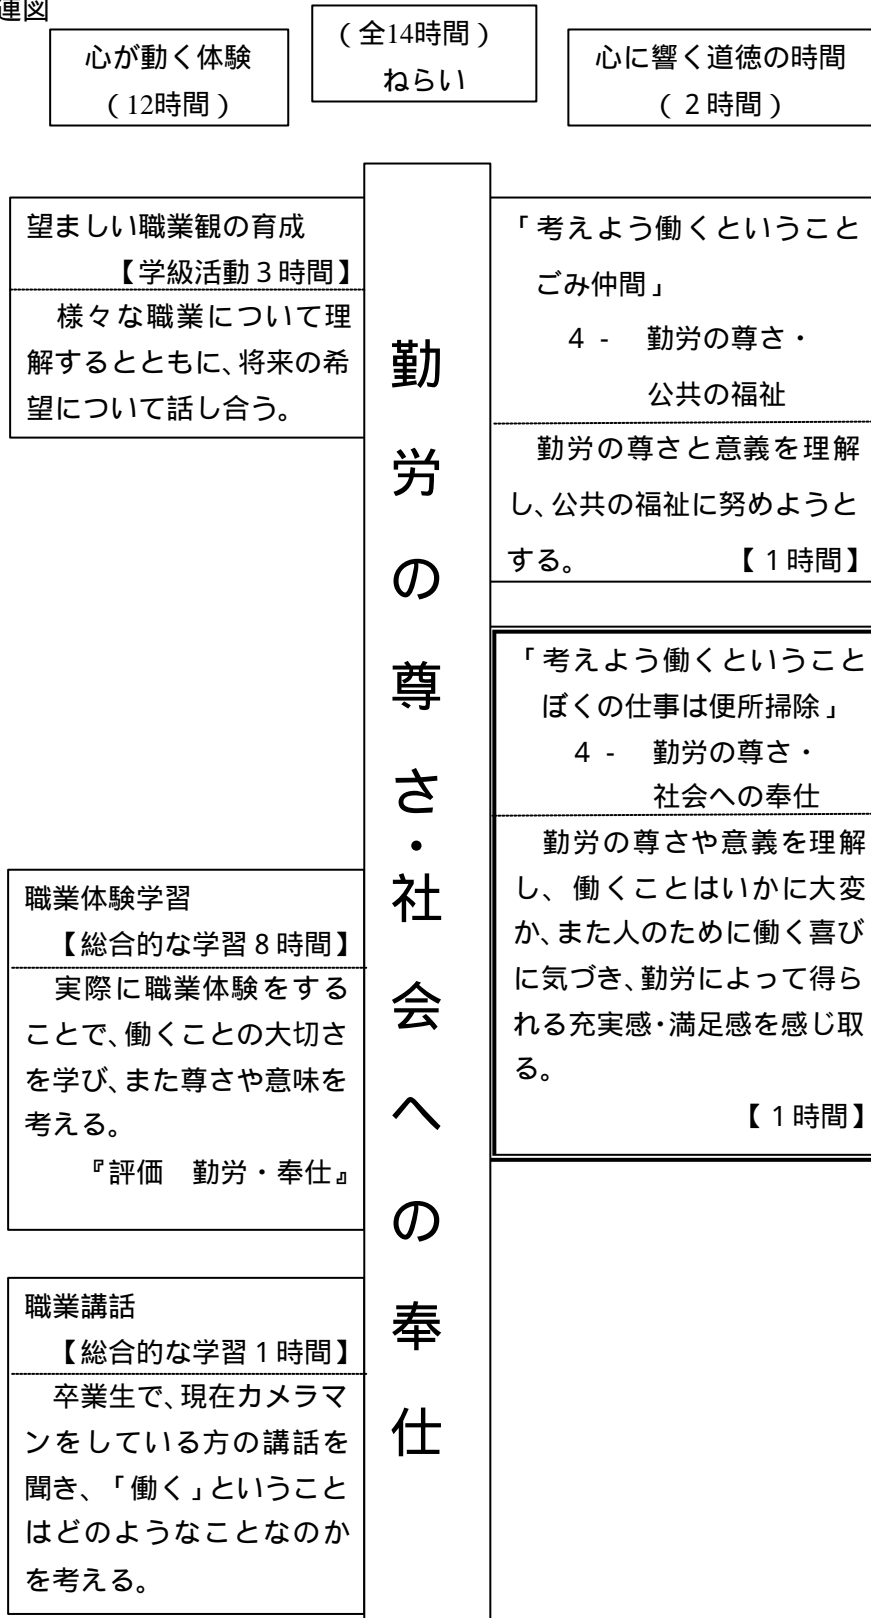 連図
心が動く体験
(12時間)
(全14時間)
ねらい
心に響く道徳の時間
(2時間)
望ましい職業観の育成
【学級活動3時間】
様々な職業について理
解するとともに、将来の希
望について話し合う。
職業体験学習
【総合的な学習8時間】
実際に職業体験をする
ことで、働くことの大切さ
を学び、また尊さや意味を
考える。
『評価 勤労・奉仕』
職業講話
【総合的な学習1時間】
卒業生で、現在カメラマ
ンをしている方の講話を
聞き、「働く」ということ
はどのようなことなのか
を考える。
勤労の尊さ・社会への奉仕
「考えよう働くということ
ごみ仲間」
4- 勤労の尊さ・
公共の福祉
勤労の尊さと意義を理解
し、公共の福祉に努めようと
する。 【1時間】
「考えよう働くということ
ぼくの仕事は便所掃除」
4- 勤労の尊さ・
社会への奉仕
勤労の尊さや意義を理解
し、働くことはいかに大変
か、また人のために働く喜び
に気づき、勤労によって得ら
れる充実感・満足感を感じ取
る。
【1時間】